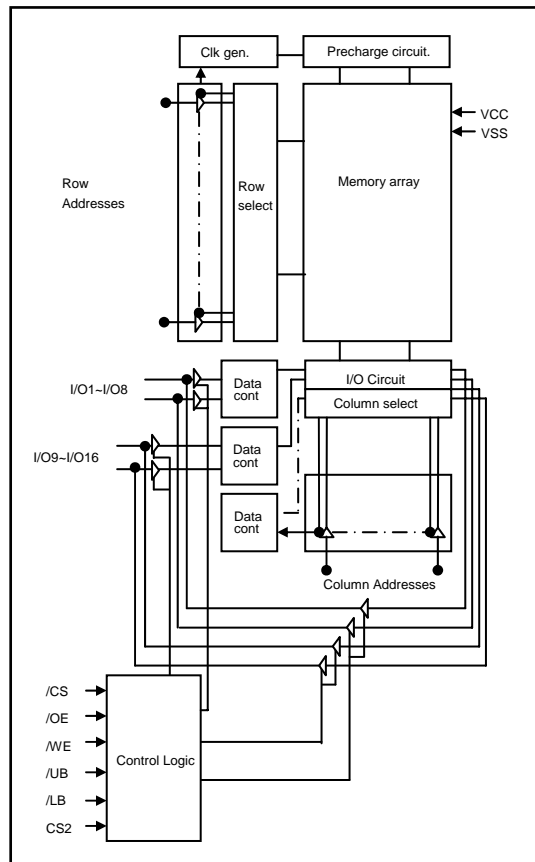 Clk gen.
Precharge circuit.
VCC
VSS
Row
Addresses
Row
select
Memory array
I/O1~I/O8
Data
cont
I/O Circuit
Column select
I/O9~I/O16
Data
cont
Data
cont
Column Addresses
/CS
/OE
/WE
/UB
/LB
CS2
Control Logic